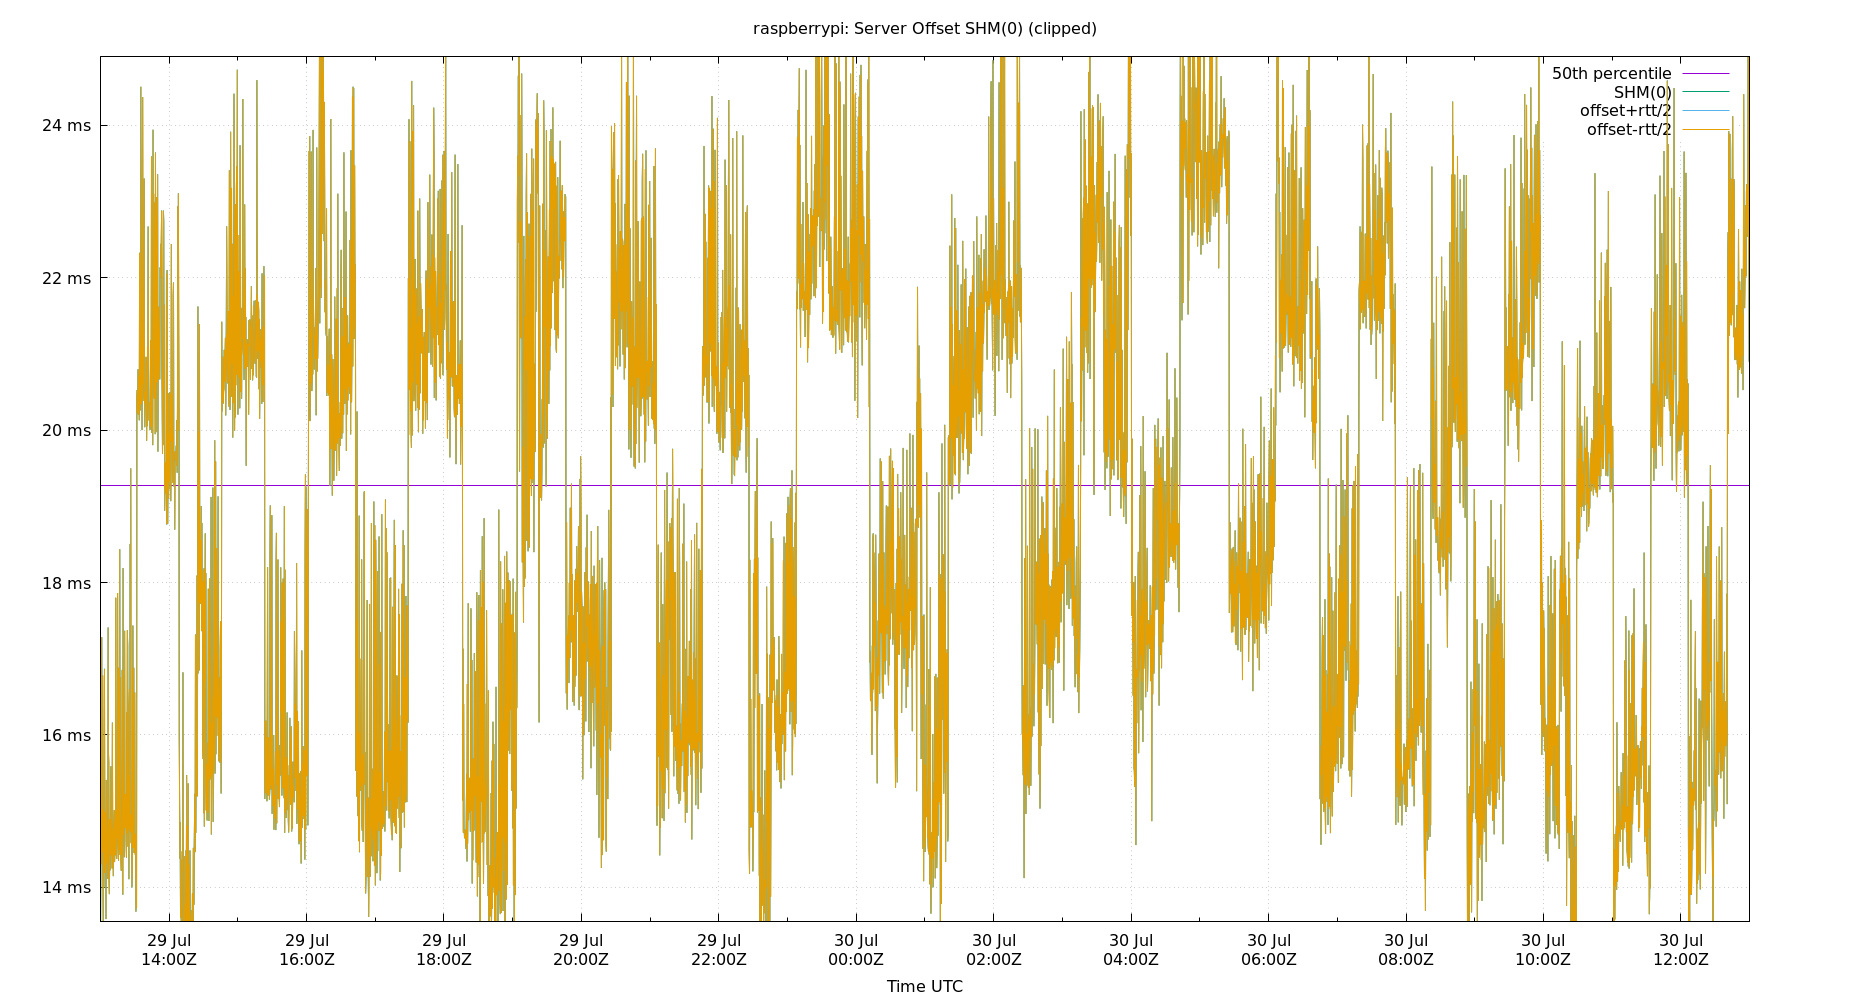 raspberrypi: Server Offset SHM(0) (clipped)
50th percentile
SHM(0)
offset+rtt/2
offset-rtt/2
24 ms
22 ms
20 ms
18 ms
16 ms
14 ms
29 Jul 29 Jul 29 Jul 29 Jul 29 Jul 30 Jul 30 Jul 30 Jul 30 Jul 30 Jul 30 Jul 30 Jul
14:00Z 16:00Z 18:00Z 20:00Z 22:00Z 00:00Z 02:00Z 04:00Z 06:00Z 08:00Z 10:00Z 12:00Z
Time UTC